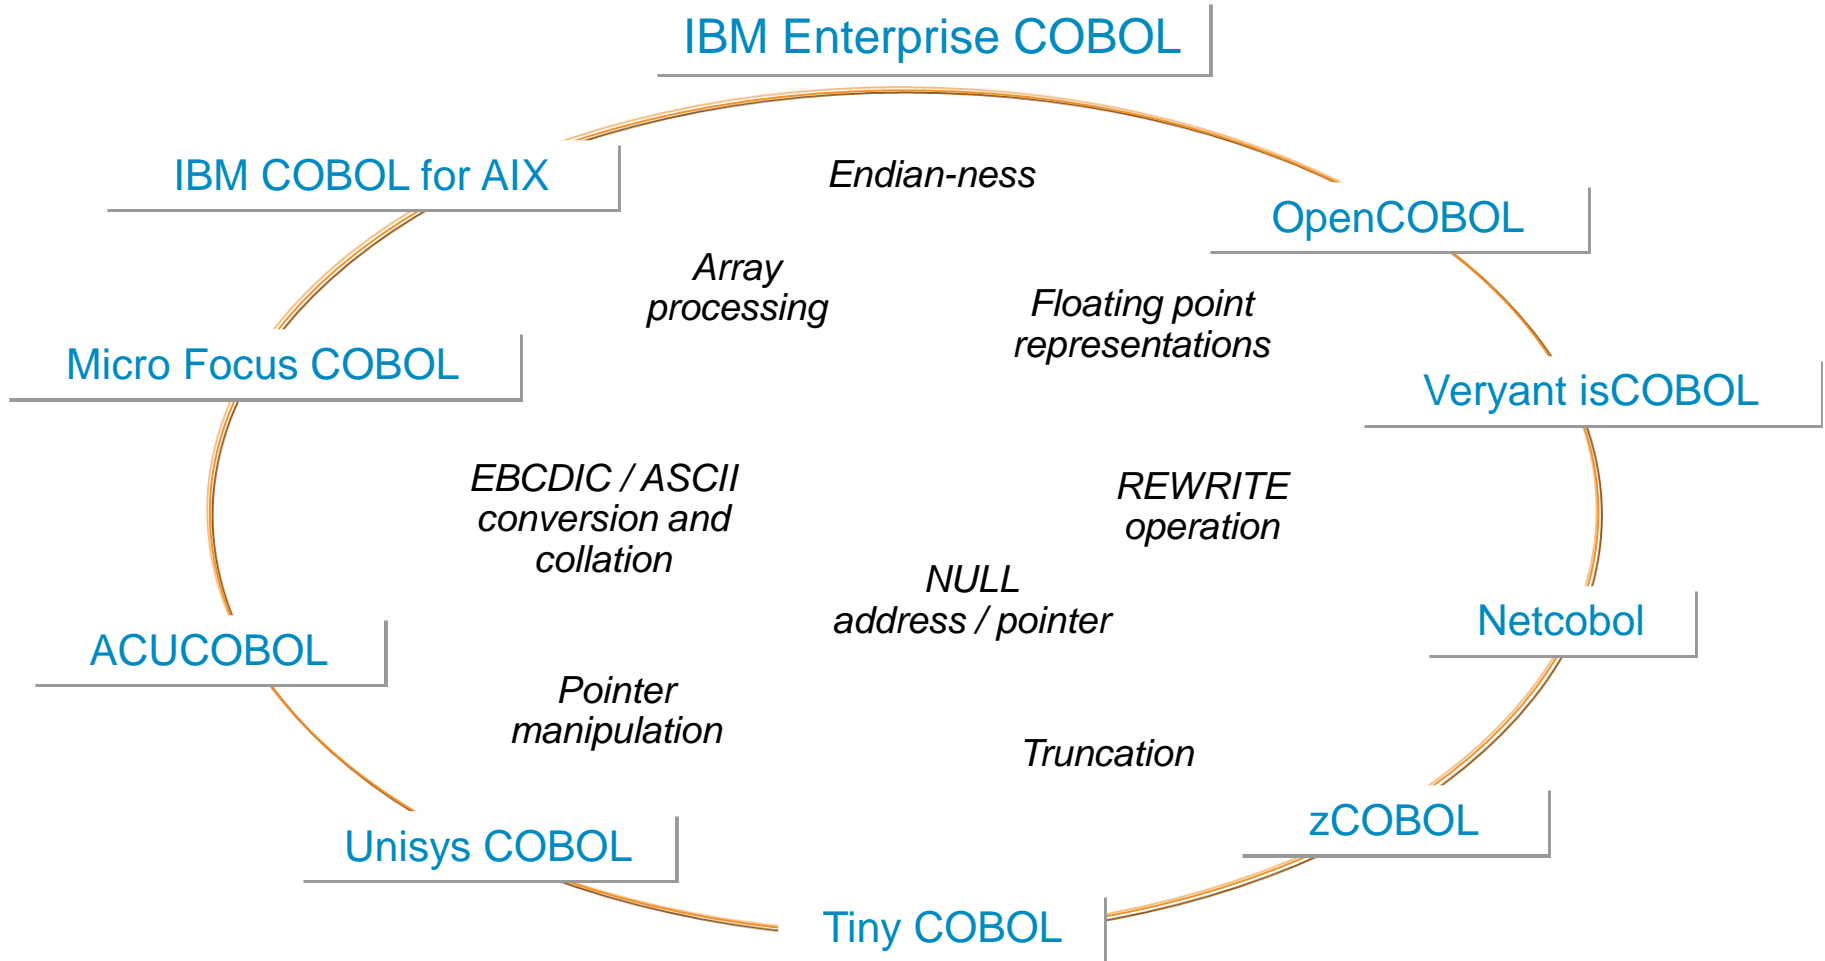 IBM Enterprise COBOL
IBM COBOL for AIX
Endian-ness
OpenCOBOL
Array
processing
Floating point
representations
Micro Focus COBOL
Veryant isCOBOL
EBCDIC / ASCII
conversion and
collation
REWRITE
operation
NULL
address / pointer
Netcobol
ACUCOBOL
Pointer
manipulation
Truncation
zCOBOL
Unisys COBOL
Tiny COBOL